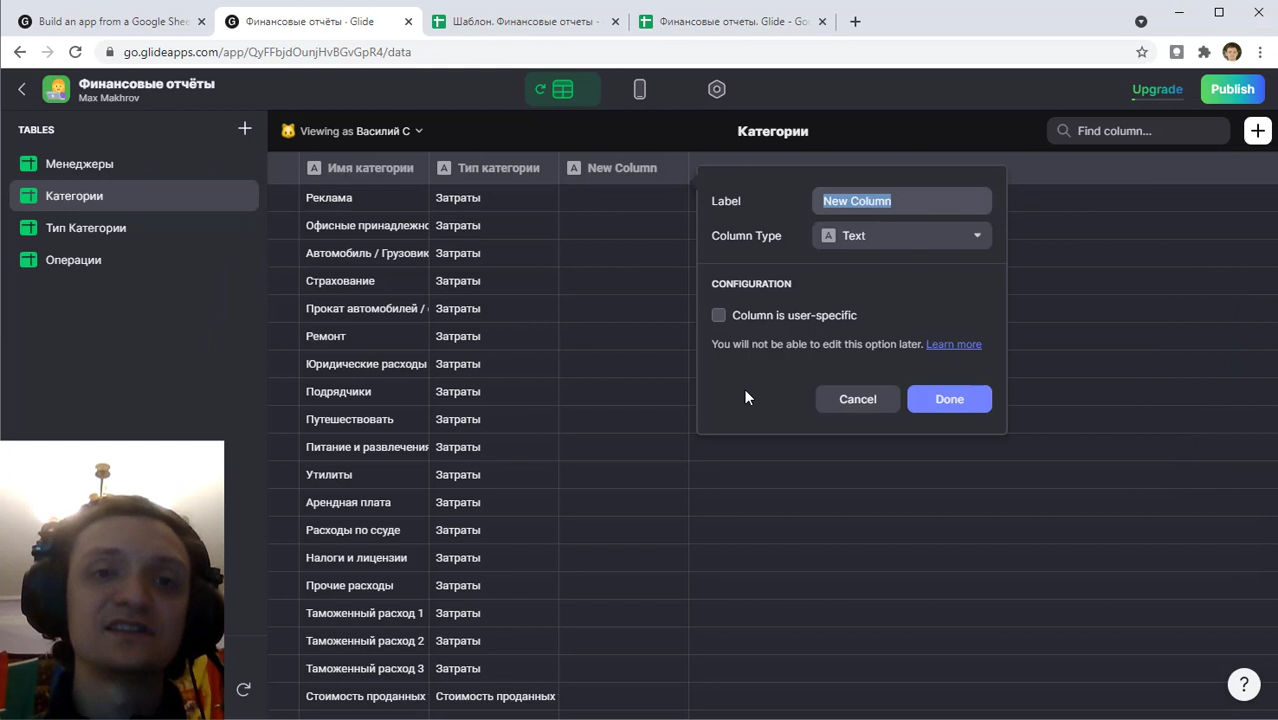 Build an app from a Google Shee
Финансовые отчёты · Glide
Шаблон. Финансовые отчеты -
Финансовые отчеты. Glide - Goo
go.glideapps.com/app/QyFFbjdOunjHvBGvGpR4/data
Финансовые отчёты
Max Makhrov
Upgrade
Publish
TABLES
Менеджеры
Категории
Тип Категории
Операции
Viewing as Василий С
Категории
Find column...
Имя категории
Тип категории
New Column
Реклама
Затраты
Офисные принадлежно
Затраты
Автомобиль / Грузовик
Затраты
Страхование
Затраты
Прокат автомобилей /
Затраты
Ремонт
Затраты
Юридические расходы
Затраты
Подрядчики
Затраты
Путешествовать
Затраты
Питание и развлечения
Затраты
Утилиты
Затраты
Арендная плата
Затраты
Расходы по ссуде
Затраты
Налоги и лицензии
Затраты
Прочие расходы
Затраты
Таможенный расход 1
Затраты
Таможенный расход 2
Затраты
Таможенный расход 3
Затраты
Стоимость проданных
Стоимость проданных
Label
New Column
Column Type
Text
CONFIGURATION
Column is user-specific
You will not be able to edit this option later. Learn more
Cancel
Done